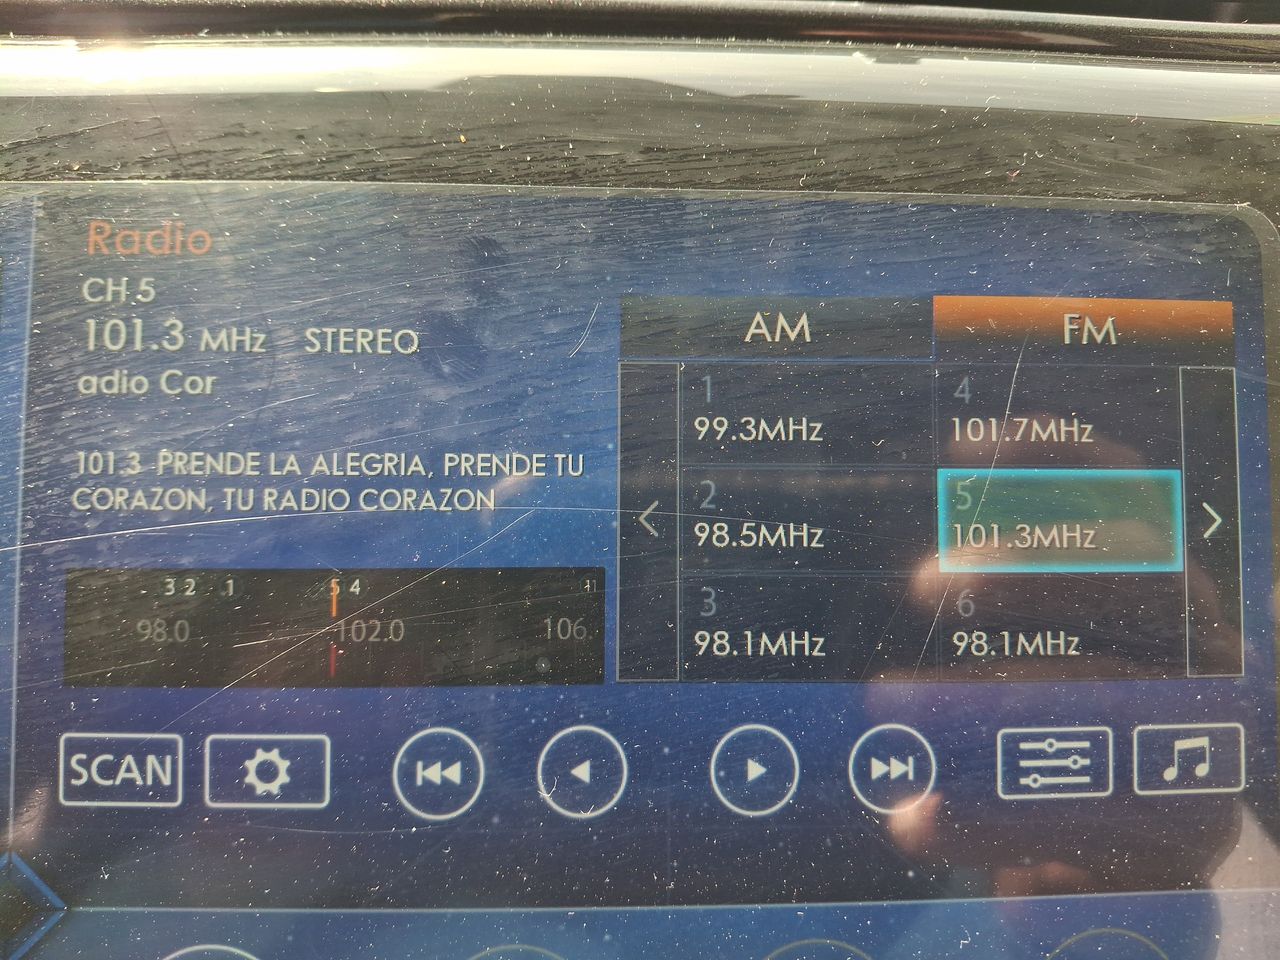 Radio
CH 5
101.3 MHz STEREO
adio Cor
101.3 PRENDE LA ALEGRIA, PRENDE TU
CORAZON, TU RADIO CORAZON
3 2 1 5 4 11
98.0 102.0 106.
AM FM
1 4
99.3MHz 101.7MHz
2 5
98.5MHz 101.3MHz
3 6
98.1MHz 98.1MHz
SCAN